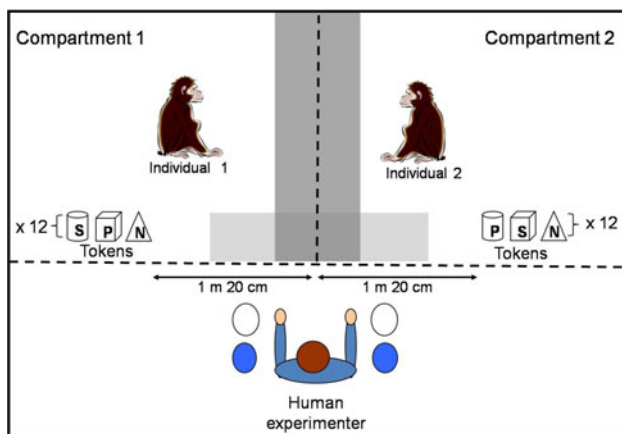 Compartment 1
Compartment 2
Individual 1
Individual 2
x 12
S P N
Tokens
P S N
x 12
Tokens
1 m 20 cm
1 m 20 cm
Human
experimenter